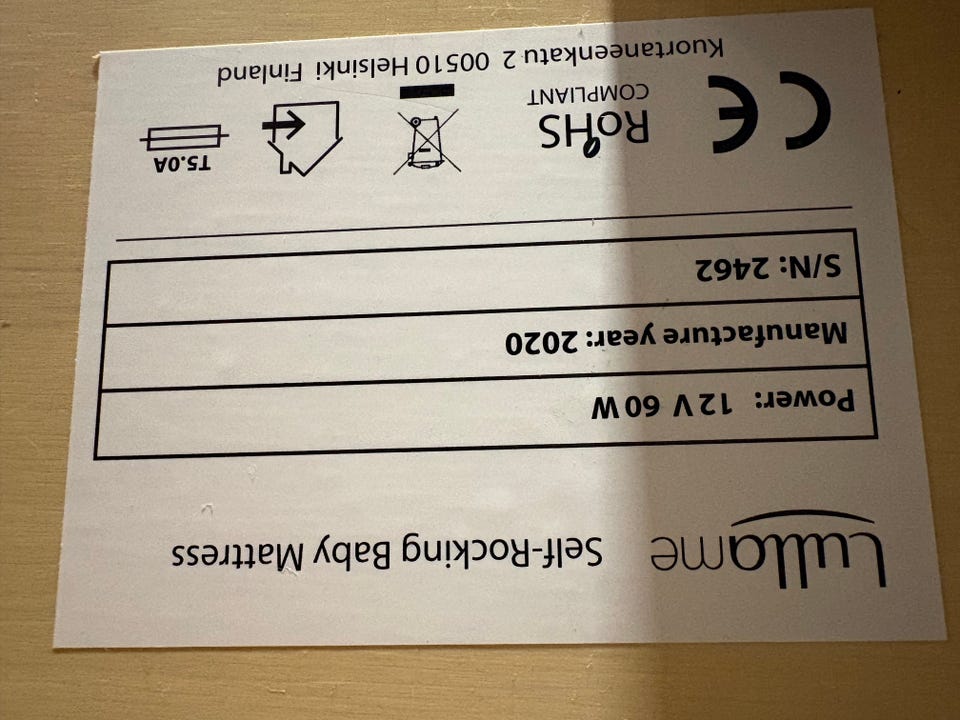 Lullame Self-Rocking Baby Mattress
Power: 12 V 60 W
Manufacture year: 2020
S/N: 2462
CE RoHS T5.0A
COMPLIANT
Kuortaneenkatu 2 00510 Helsinki Finland